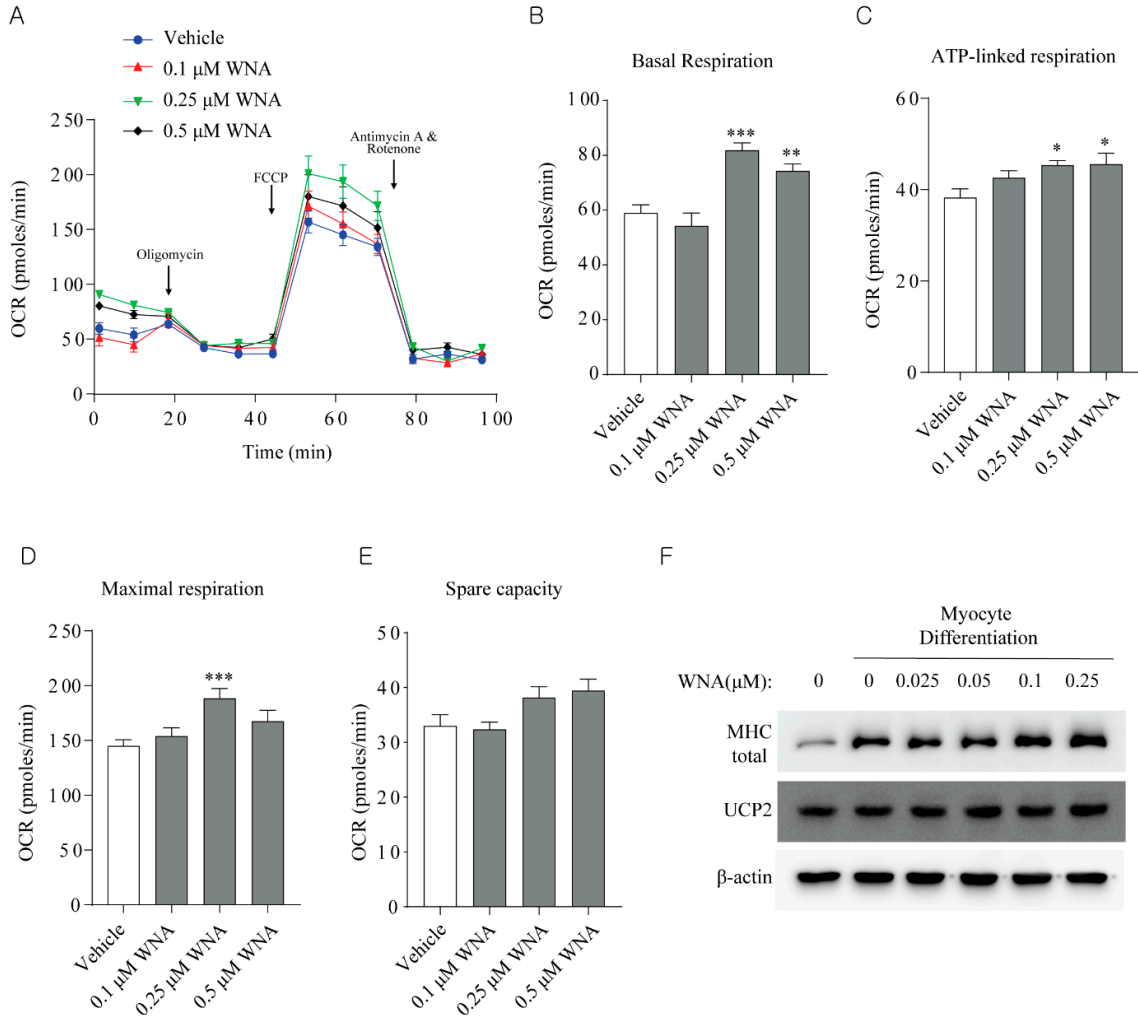 A
Vehicle
0.1 μM WNA
0.25 μM WNA
0.5 μM WNA
OCR (pmoles/min)
250
200
150
100
50
0
Oligomycin
FCCP
Antimycin A &
Rotenone
0 20 40 60 80 100
Time (min)
B
Basal Respiration
OCR (pmoles/min)
100
80
60
40
20
0
***
**
Vehicle
0.1 μM WNA
0.25 μM WNA
0.5 μM WNA
C
ATP-linked respiration
OCR (pmoles/min)
60
40
20
0
*
*
Vehicle
0.1 μM WNA
0.25 μM WNA
0.5 μM WNA
D
Maximal respiration
OCR (pmoles/min)
250
200
150
100
50
0
***
Vehicle
0.1 μM WNA
0.25 μM WNA
0.5 μM WNA
E
Spare capacity
OCR (pmoles/min)
50
40
30
20
10
0
Vehicle
0.1 μM WNA
0.25 μM WNA
0.5 μM WNA
F
Myocyte
Differentiation
WNA(μM): 0 0 0.025 0.05 0.1 0.25
MHC
total
UCP2
β-actin